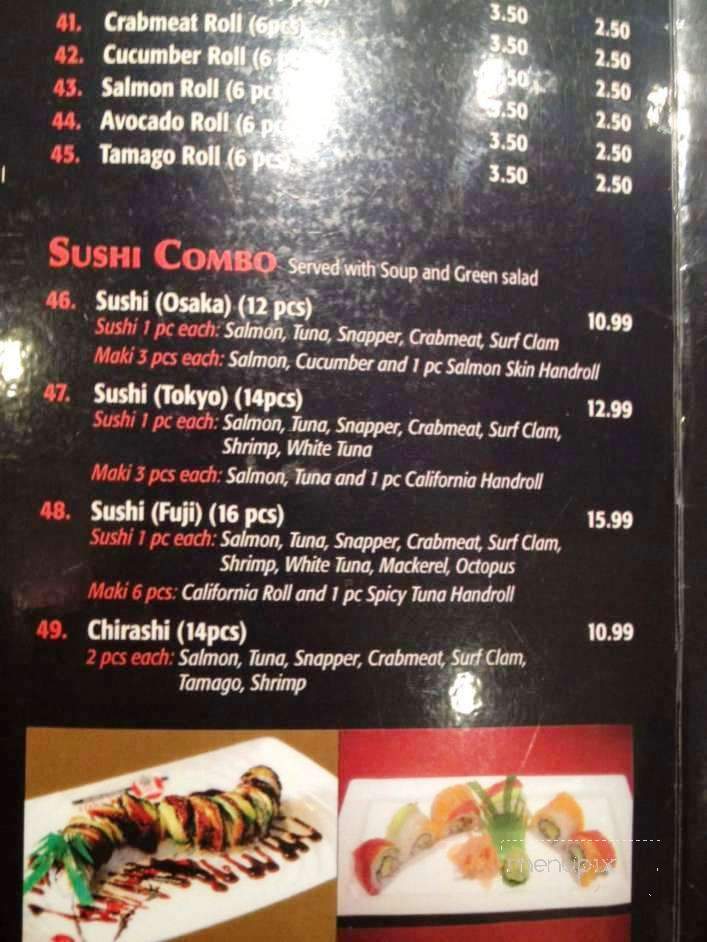 41. Crabmeat Roll (6pcs) 3.50 2.50
42. Cucumber Roll (6 pcs) 3.50 2.50
43. Salmon Roll (6 pcs) 3.50 2.50
44. Avocado Roll (6 pcs) 3.50 2.50
45. Tamago Roll (6 pcs) 3.50 2.50
3.50 2.50
SUSHI COMBO Served with Soup and Green salad
46. Sushi (Osaka) (12 pcs) 10.99
Sushi 1 pc each: Salmon, Tuna, Snapper, Crabmeat, Surf Clam
Maki 3 pcs each: Salmon, Cucumber and 1 pc Salmon Skin Handroll
47. Sushi (Tokyo) (14pcs) 12.99
Sushi 1 pc each: Salmon, Tuna, Snapper, Crabmeat, Surf Clam,
Shrimp, White Tuna
Maki 3 pcs each: Salmon, Tuna and 1 pc California Handroll
48. Sushi (Fuji) (16 pcs) 15.99
Sushi 1 pc each: Salmon, Tuna, Snapper, Crabmeat, Surf Clam,
Shrimp, White Tuna, Mackerel, Octopus
Maki 6 pcs: California Roll and 1 pc Spicy Tuna Handroll
49. Chirashi (14pcs) 10.99
2 pcs each: Salmon, Tuna, Snapper, Crabmeat, Surf Clam,
Tamago, Shrimp
menupix